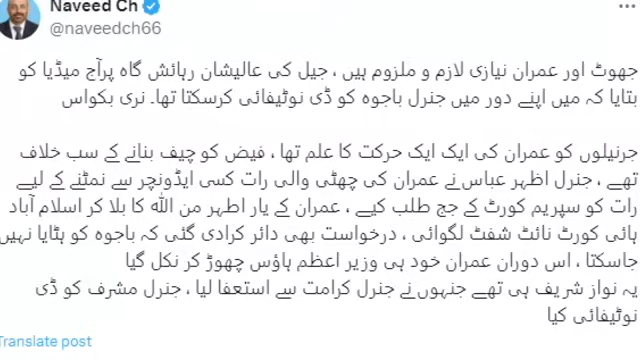 Naveed Ch
@naveedch66
جھوٹ اور عمران نیازی لازم و ملزوم ہیں ، جیل کی عالیشان رہائش گاہ پرآج میڈیا کو
بتایا کہ میں اپنے دور میں جنرل باجوہ کو ڈی نوٹیفائی کرسکتا تھا۔ نری بکواس
جرنیلوں کو عمران کی ایک ایک حرکت کا علم تھا ، فیض کو چیف بنانے کے سب خلاف
تھے ، جنرل اظہر عباس نے عمران کی چھٹی والی رات کسی ایڈونچر سے نمٹنے کے لیے
رات کو سپریم کورٹ کے جج طلب کیے ، عمران کے یار اطہر من اللہ کا بلا کر اسلام آباد
ہائی کورٹ نائٹ شفٹ لگوائی ، درخواست بھی دائر کرادی گئی کہ باجوہ کو ہٹایا نہیں
جاسکتا ، اس دوران عمران خود ہی وزیر اعظم ہاؤس چھوڑ کر نکل گیا
یہ نواز شریف ہی تھے جنہوں نے جنرل کرامت سے استعفا لیا ، جنرل مشرف کو ڈی
نوٹیفائی کیا
Translate post